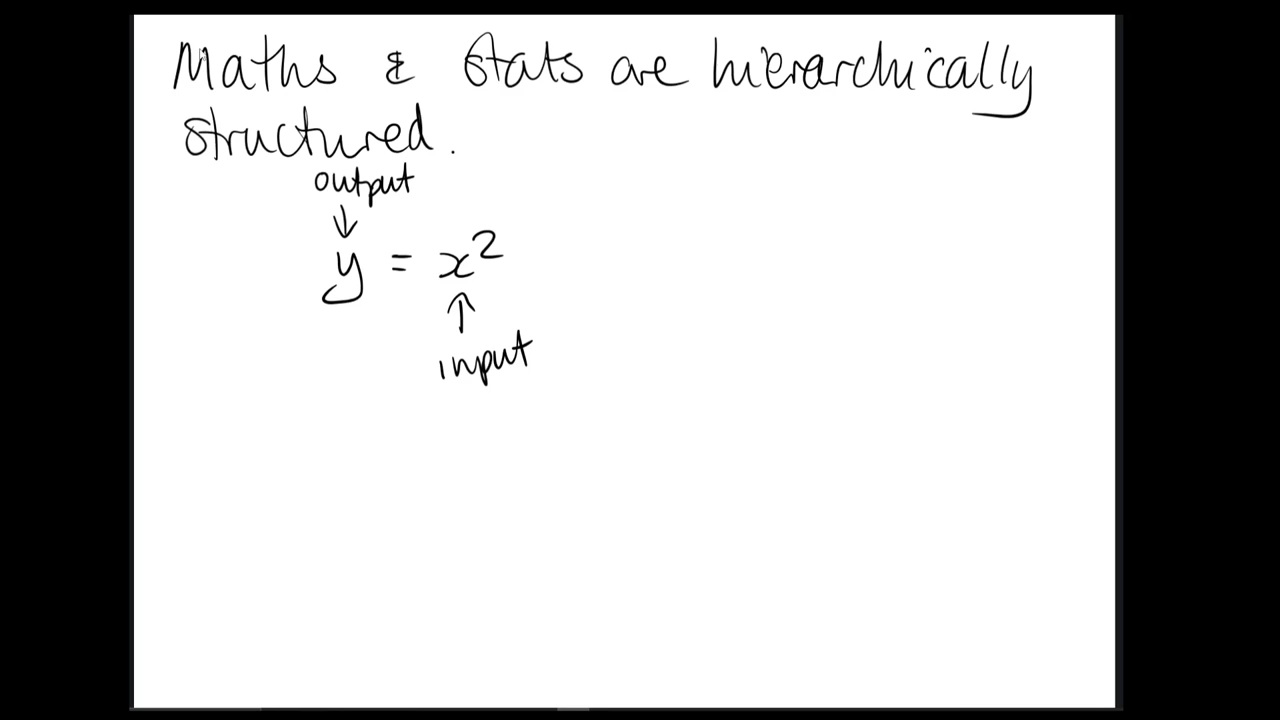 Maths & Stats are hierarchically
structured.
output
↓
y = x²
↑
input